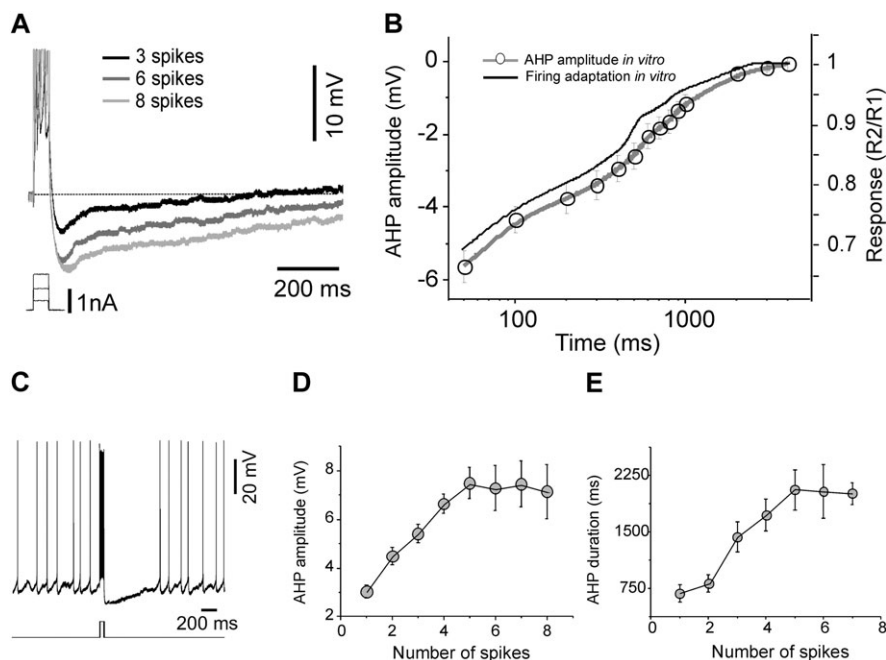 A
3 spikes
6 spikes
8 spikes
10 mV
200 ms
1nA
B
AHP amplitude in vitro
Firing adaptation in vitro
AHP amplitude (mV)
0
-2
-4
-6
Response (R2/R1)
1
0.9
0.8
0.7
100
1000
Time (ms)
C
20 mV
200 ms
D
AHP amplitude (mV)
8
6
4
2
0 2 4 6 8
Number of spikes
E
AHP duration (ms)
2250
1500
750
0 2 4 6 8
Number of spikes